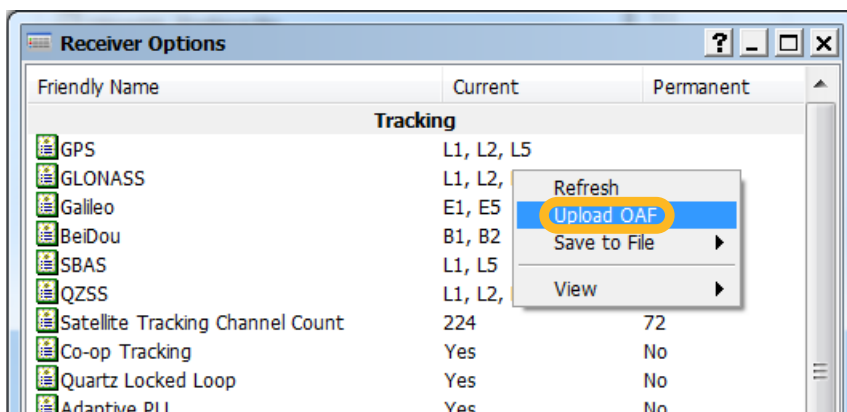 Receiver Options
Friendly Name Current Permanent
Tracking
GPS L1, L2, L5
GLONASS L1, L2,
Galileo E1, E5
BeiDou B1, B2
SBAS L1, L5
QZSS L1, L2,
Satellite Tracking Channel Count 224 72
Co-op Tracking Yes No
Quartz Locked Loop Yes No
Adaptive PLL Yes No
Refresh
Upload OAF
Save to File
View